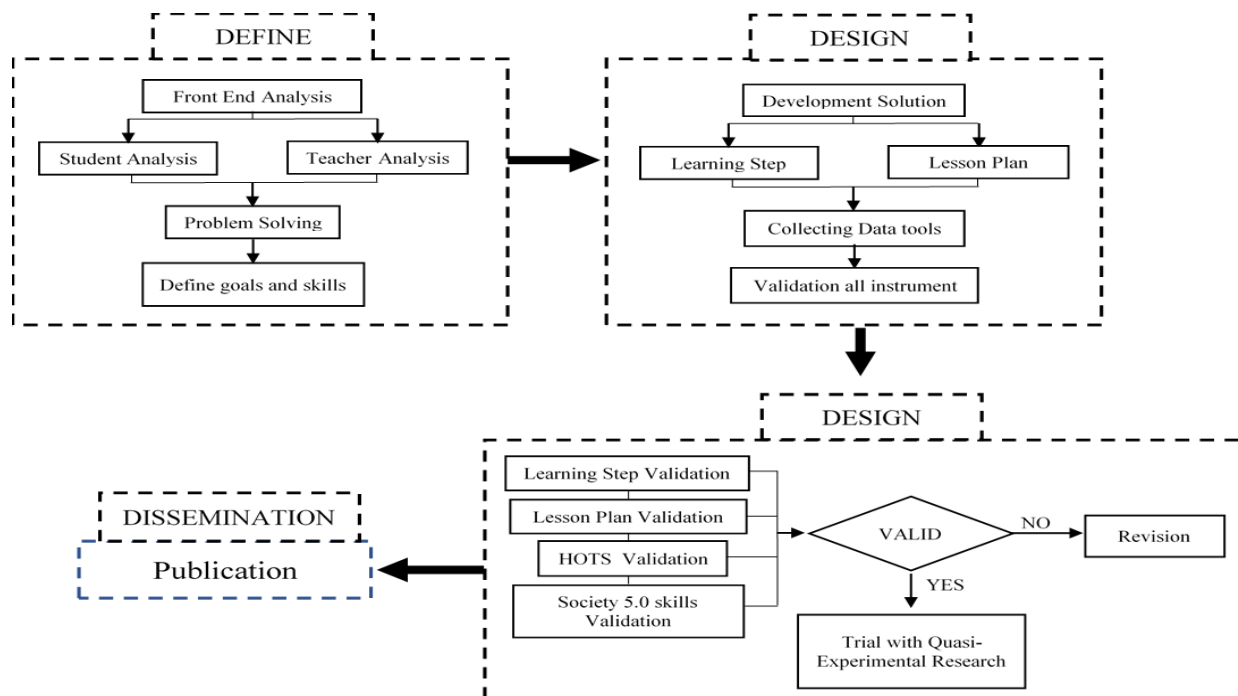 DEFINE
Front End Analysis
Student Analysis
Teacher Analysis
Problem Solving
Define goals and skills
DESIGN
Development Solution
Learning Step
Lesson Plan
Collecting Data tools
Validation all instrument
DESIGN
Learning Step Validation
Lesson Plan Validation
HOTS Validation
Society 5.0 skills
Validation
VALID
NO
Revision
YES
Trial with Quasi-
Experimental Research
DISSEMINATION
Publication